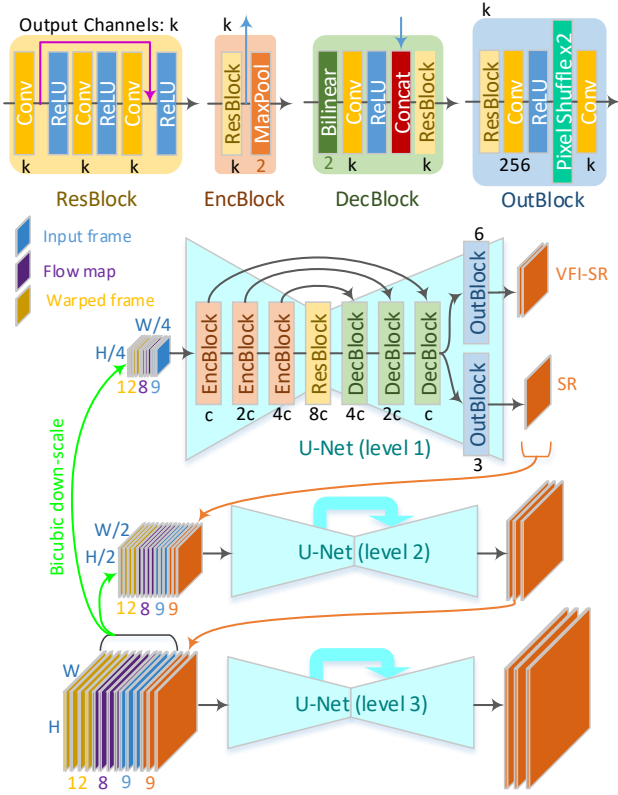 Output Channels: k
Conv
ReLU
Conv
ReLU
Conv
ReLU
k
k
k
ResBlock
k
ResBlock
MaxPool
k
2
EncBlock
Bilinear
Conv
ReLU
Concat
ResBlock
2
k
k
DecBlock
k
ResBlock
Conv
ReLU
Pixel Shuffle x2
Conv
256
k
OutBlock
Input frame
Flow map
Warped frame
W/4
H/4
12 8 9
EncBlock
EncBlock
EncBlock
ResBlock
DecBlock
DecBlock
DecBlock
c
2c
4c
8c
4c
2c
c
6
OutBlock
OutBlock
3
VFI-SR
SR
U-Net (level 1)
Bicubic down-scale
W/2
H/2
12 8 9 9
U-Net (level 2)
W
H
12 8 9 9
U-Net (level 3)